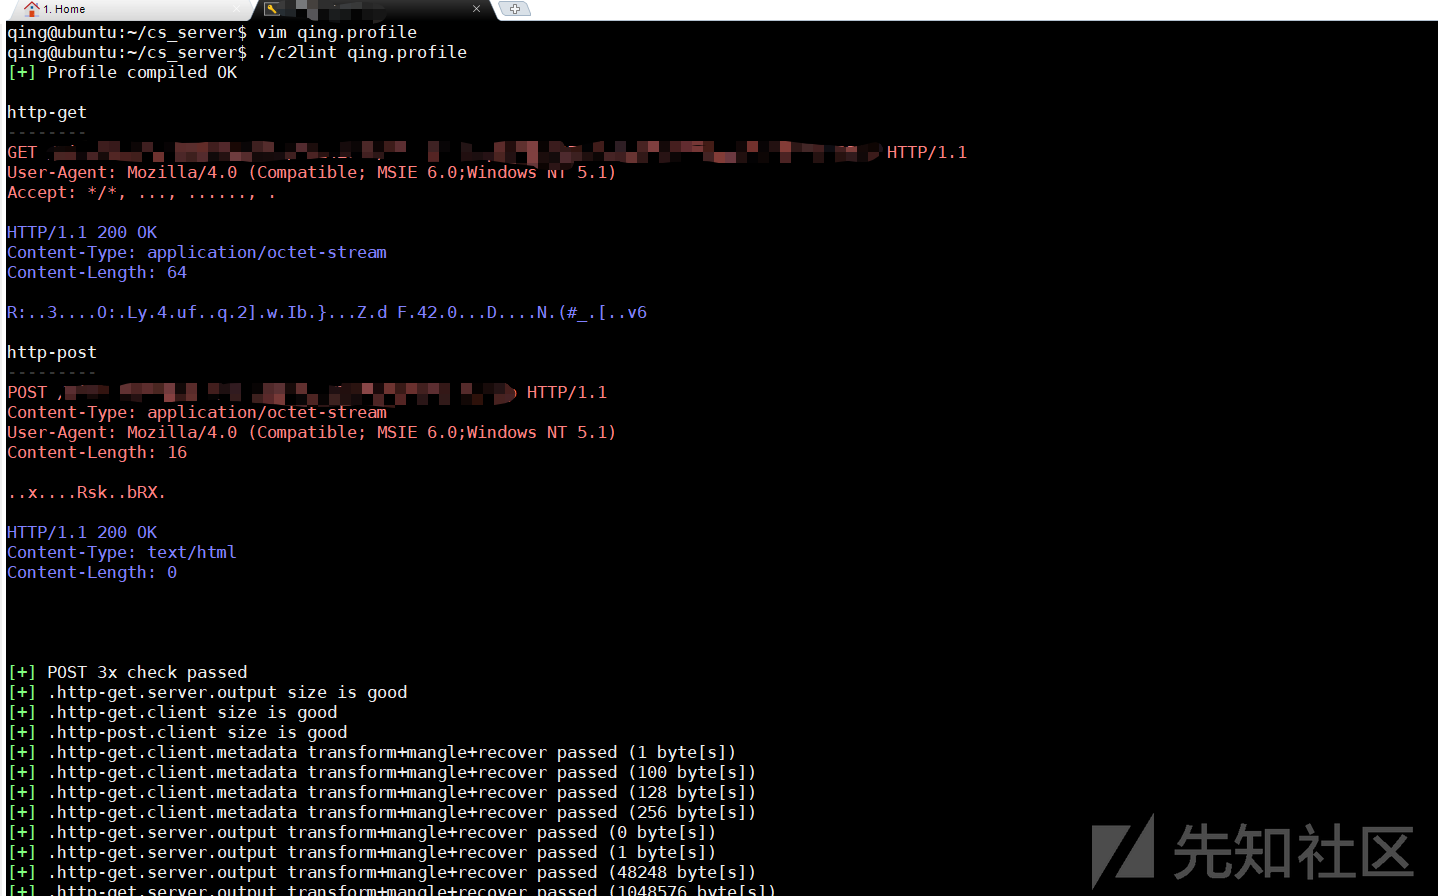 1. Home
qing@ubuntu:~/cs_server$ vim qing.profile
qing@ubuntu:~/cs_server$ ./c2lint qing.profile
[+] Profile compiled OK
http-get
--------
GET HTTP/1.1
User-Agent: Mozilla/4.0 (Compatible; MSIE 6.0;Windows NT 5.1)
Accept: */*, ..., ......, .
HTTP/1.1 200 OK
Content-Type: application/octet-stream
Content-Length: 64
R:..3....O:.Ly.4.uf..q.2].w.Ib.}...Z.d F.42.0...D....N.(#_.[..v6
http-post
---------
POST HTTP/1.1
Content-Type: application/octet-stream
User-Agent: Mozilla/4.0 (Compatible; MSIE 6.0;Windows NT 5.1)
Content-Length: 16
..x....Rsk..bRX.
HTTP/1.1 200 OK
Content-Type: text/html
Content-Length: 0
[+] POST 3x check passed
[+] .http-get.server.output size is good
[+] .http-get.client size is good
[+] .http-post.client size is good
[+] .http-get.client.metadata transform+mangle+recover passed (1 byte[s])
[+] .http-get.client.metadata transform+mangle+recover passed (100 byte[s])
[+] .http-get.client.metadata transform+mangle+recover passed (128 byte[s])
[+] .http-get.client.metadata transform+mangle+recover passed (256 byte[s])
[+] .http-get.server.output transform+mangle+recover passed (0 byte[s])
[+] .http-get.server.output transform+mangle+recover passed (1 byte[s])
[+] .http-get.server.output transform+mangle+recover passed (48248 byte[s])
[+] .http-get.server.output transform+mangle+recover passed (1048576 byte[s])
先知社区